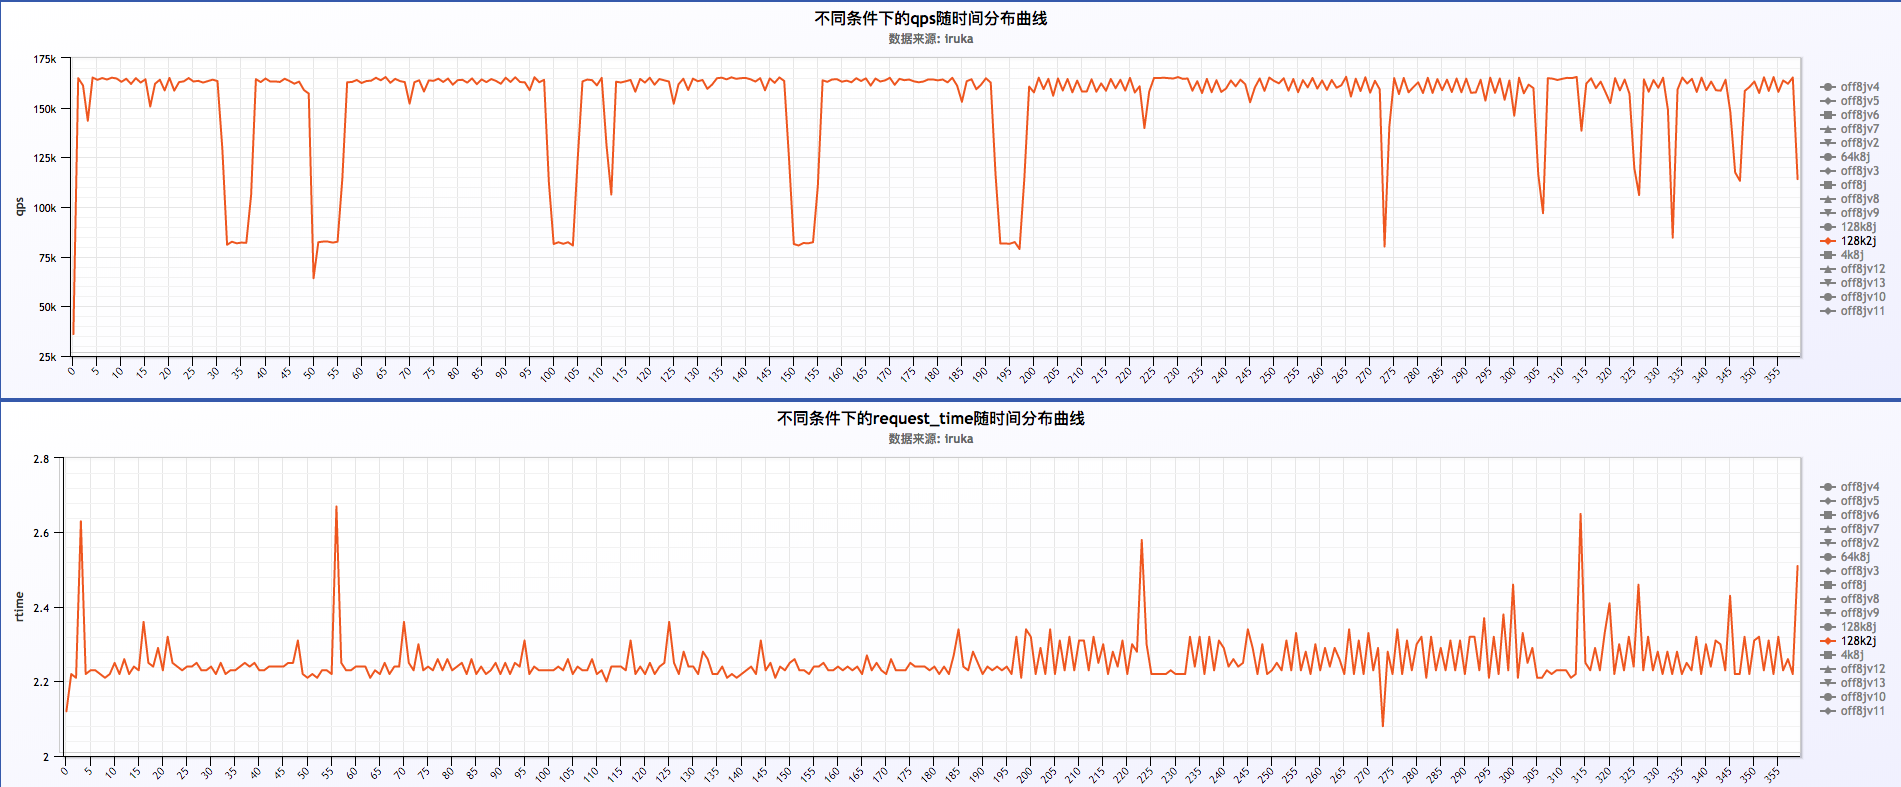 不同条件下的qps随时间分布曲线
数据来源: iruka
175k
150k
125k
100k
75k
50k
25k
qps
0 5 10 15 20 25 30 35 40 45 50 55 60 65 70 75 80 85 90 95 100 105 110 115 120 125 130 135 140 145 150 155 160 165 170 175 180 185 190 195 200 205 210 215 220 225 230 235 240 245 250 255 260 265 270 275 280 285 290 295 300 305 310 315 320 325 330 335 340 345 350 355
off8jv4
off8jv5
off8jv6
off8jv7
off8jv2
64k8j
off8jv3
off8j
off8jv8
off8jv9
128k8j
128k2j
4k8j
off8jv12
off8jv13
off8jv10
off8jv11
不同条件下的request_time随时间分布曲线
数据来源: iruka
2.8
2.6
2.4
2.2
2
rtime
0 5 10 15 20 25 30 35 40 45 50 55 60 65 70 75 80 85 90 95 100 105 110 115 120 125 130 135 140 145 150 155 160 165 170 175 180 185 190 195 200 205 210 215 220 225 230 235 240 245 250 255 260 265 270 275 280 285 290 295 300 305 310 315 320 325 330 335 340 345 350 355
off8jv4
off8jv5
off8jv6
off8jv7
off8jv2
64k8j
off8jv3
off8j
off8jv8
off8jv9
128k8j
128k2j
4k8j
off8jv12
off8jv13
off8jv10
off8jv11